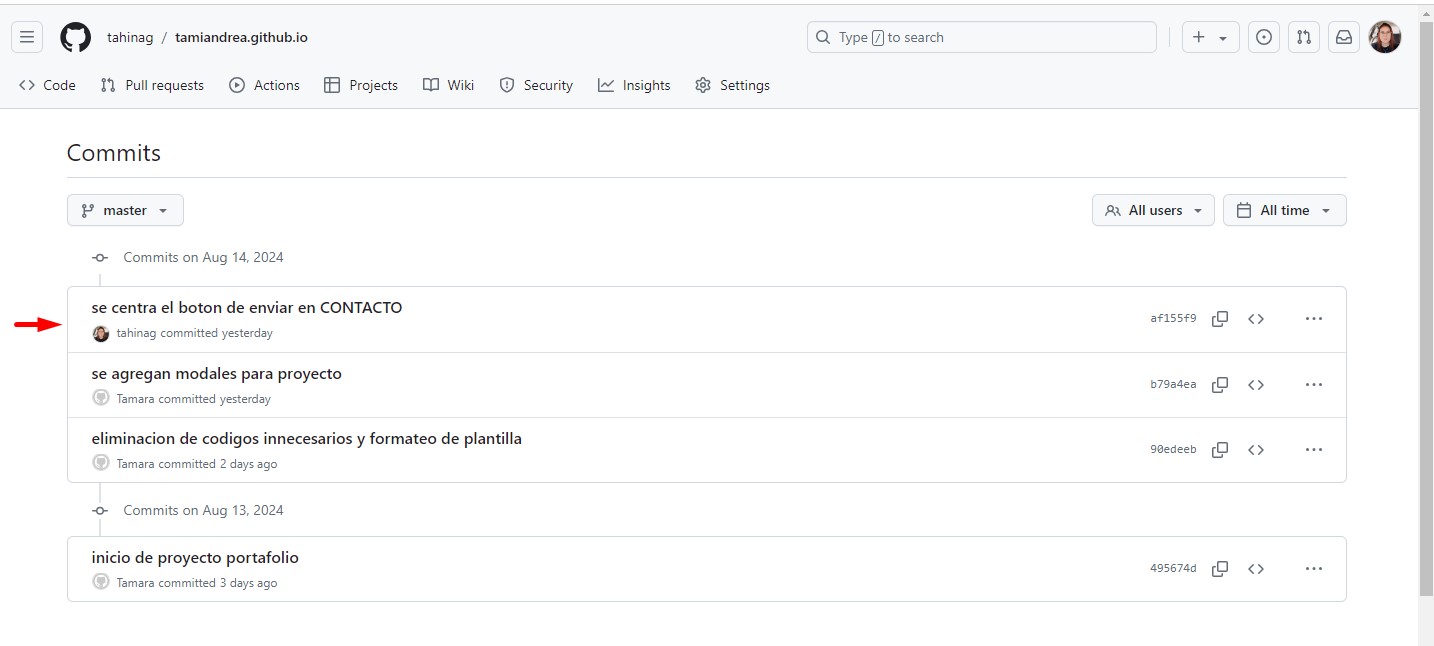 tahinag / tamiandrea.github.io
Type / to search
Code Pull requests Actions Projects Wiki Security Insights Settings
Commits
master
All users All time
Commits on Aug 14, 2024
se centra el boton de enviar en CONTACTO
tahinag committed yesterday
af155f9
se agregan modales para proyecto
Tamara committed yesterday
b79a4ea
eliminacion de codigos innecesarios y formateo de plantilla
Tamara committed 2 days ago
90edeeb
Commits on Aug 13, 2024
inicio de proyecto portafolio
Tamara committed 3 days ago
495674d